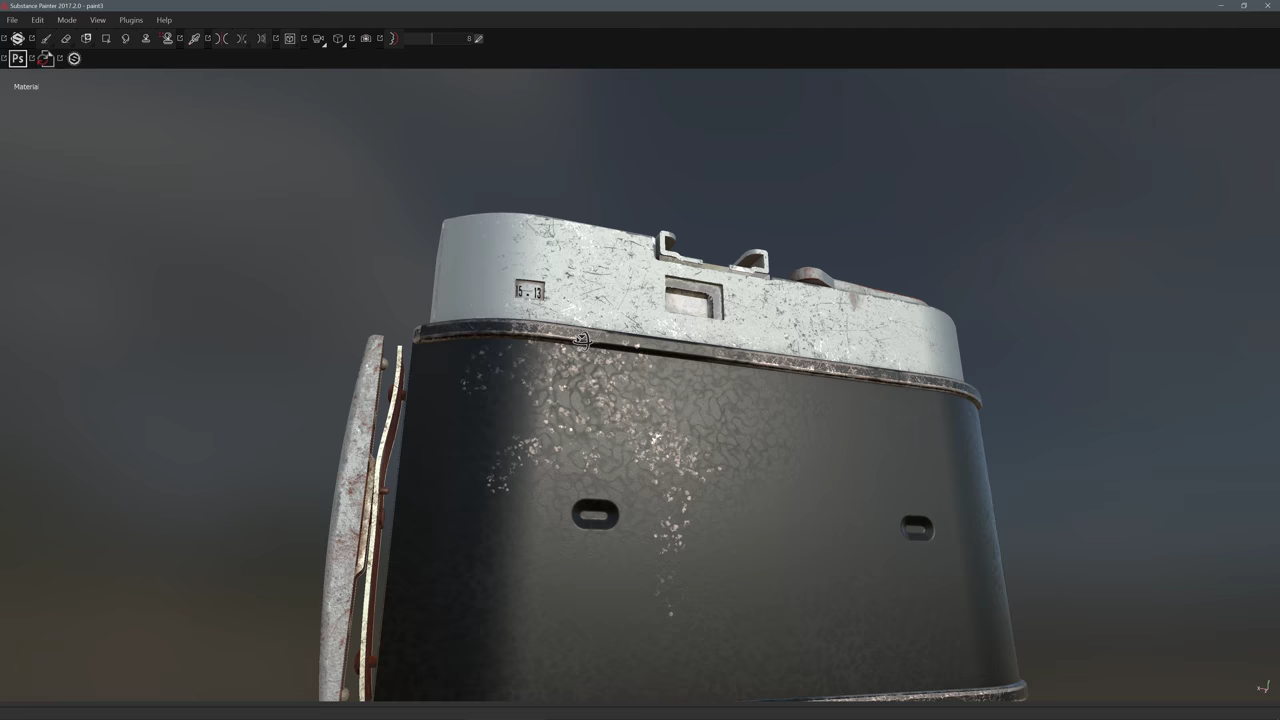 Substance Painter 2017.2.0 - paint3
File Edit Mode View Plugins Help
8
Ps
Material
15 . 13